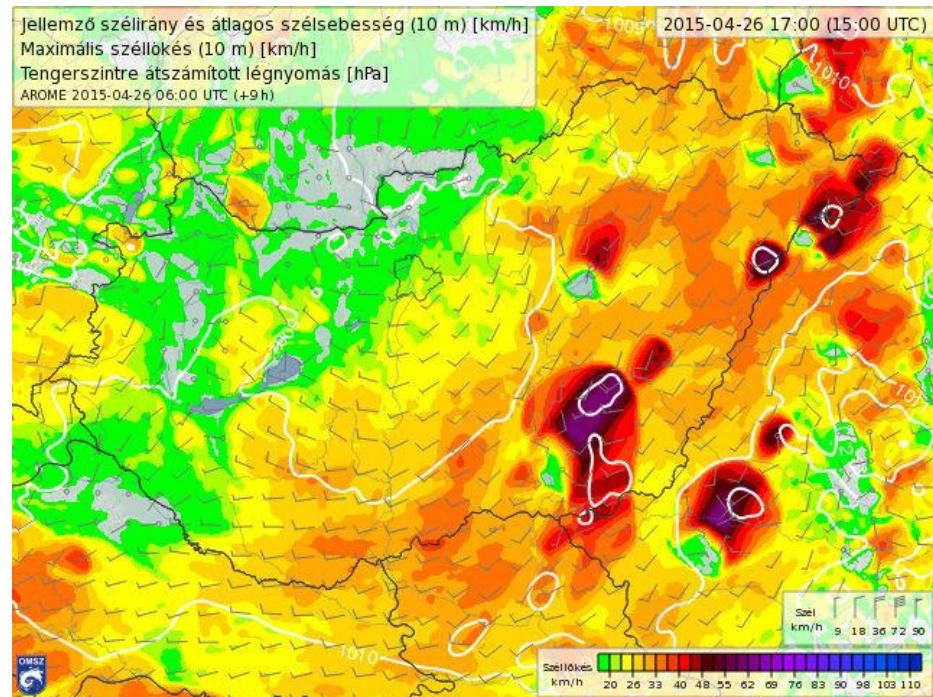 Jellemző szélirány és átlagos szélsebesség (10 m) [km/h]
Maximális széllökés (10 m) [km/h]
Tengerszintre átszámított légnyomás [hPa]
AROME 2015-04-26 06:00 UTC (+9 h)
2015-04-26 17:00 (15:00 UTC)
1009
1010
1010
Szél
km/h
9 18 36 72 90
OMSZ
Széllökés
km/h
20 26 33 40 48 55 62 69 76 83 90 98 103 110